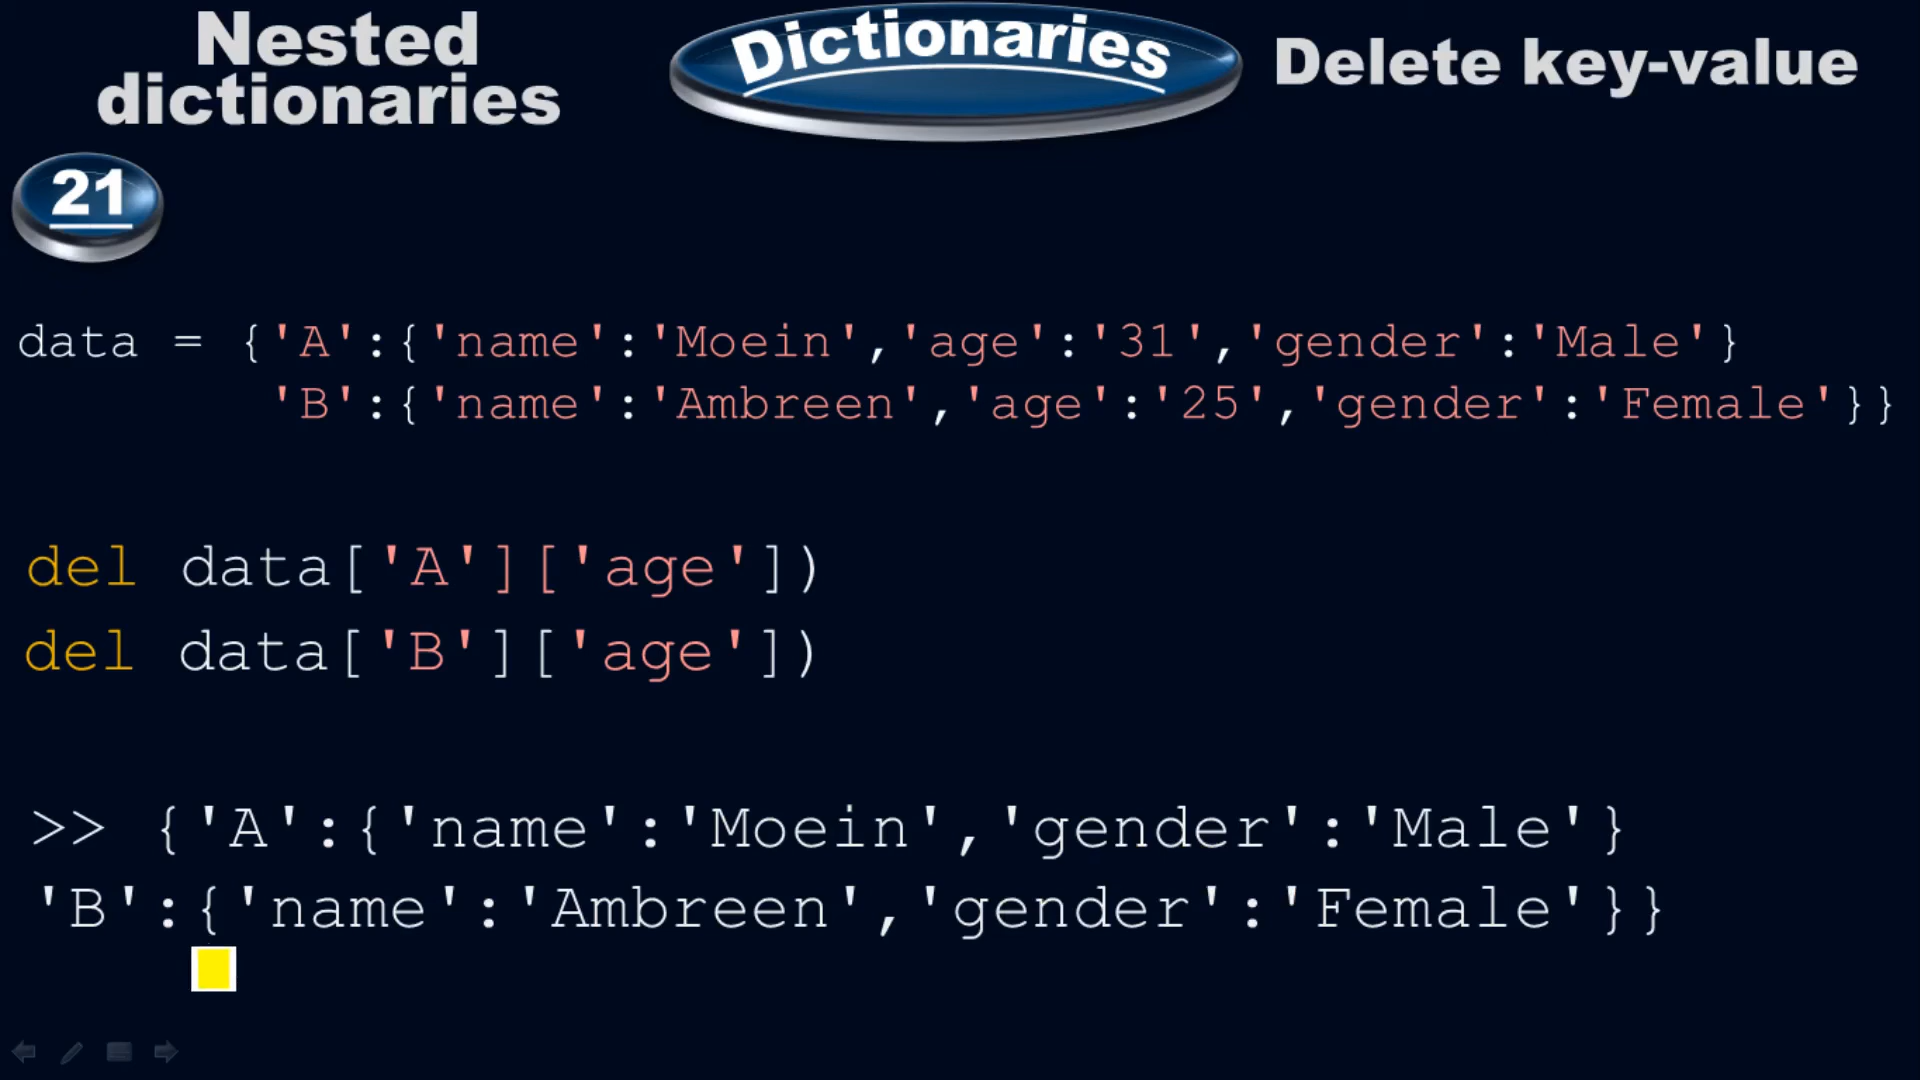 Nested
dictionaries
Dictionaries
Delete key-value
21
data = {'A':{'name':'Moein','age':'31','gender':'Male'}
'B':{'name':'Ambreen','age':'25','gender':'Female'}}
del data['A']['age'])
del data['B']['age'])
>> {'A':{'name':'Moein','gender':'Male'}
'B':{'name':'Ambreen','gender':'Female'}}